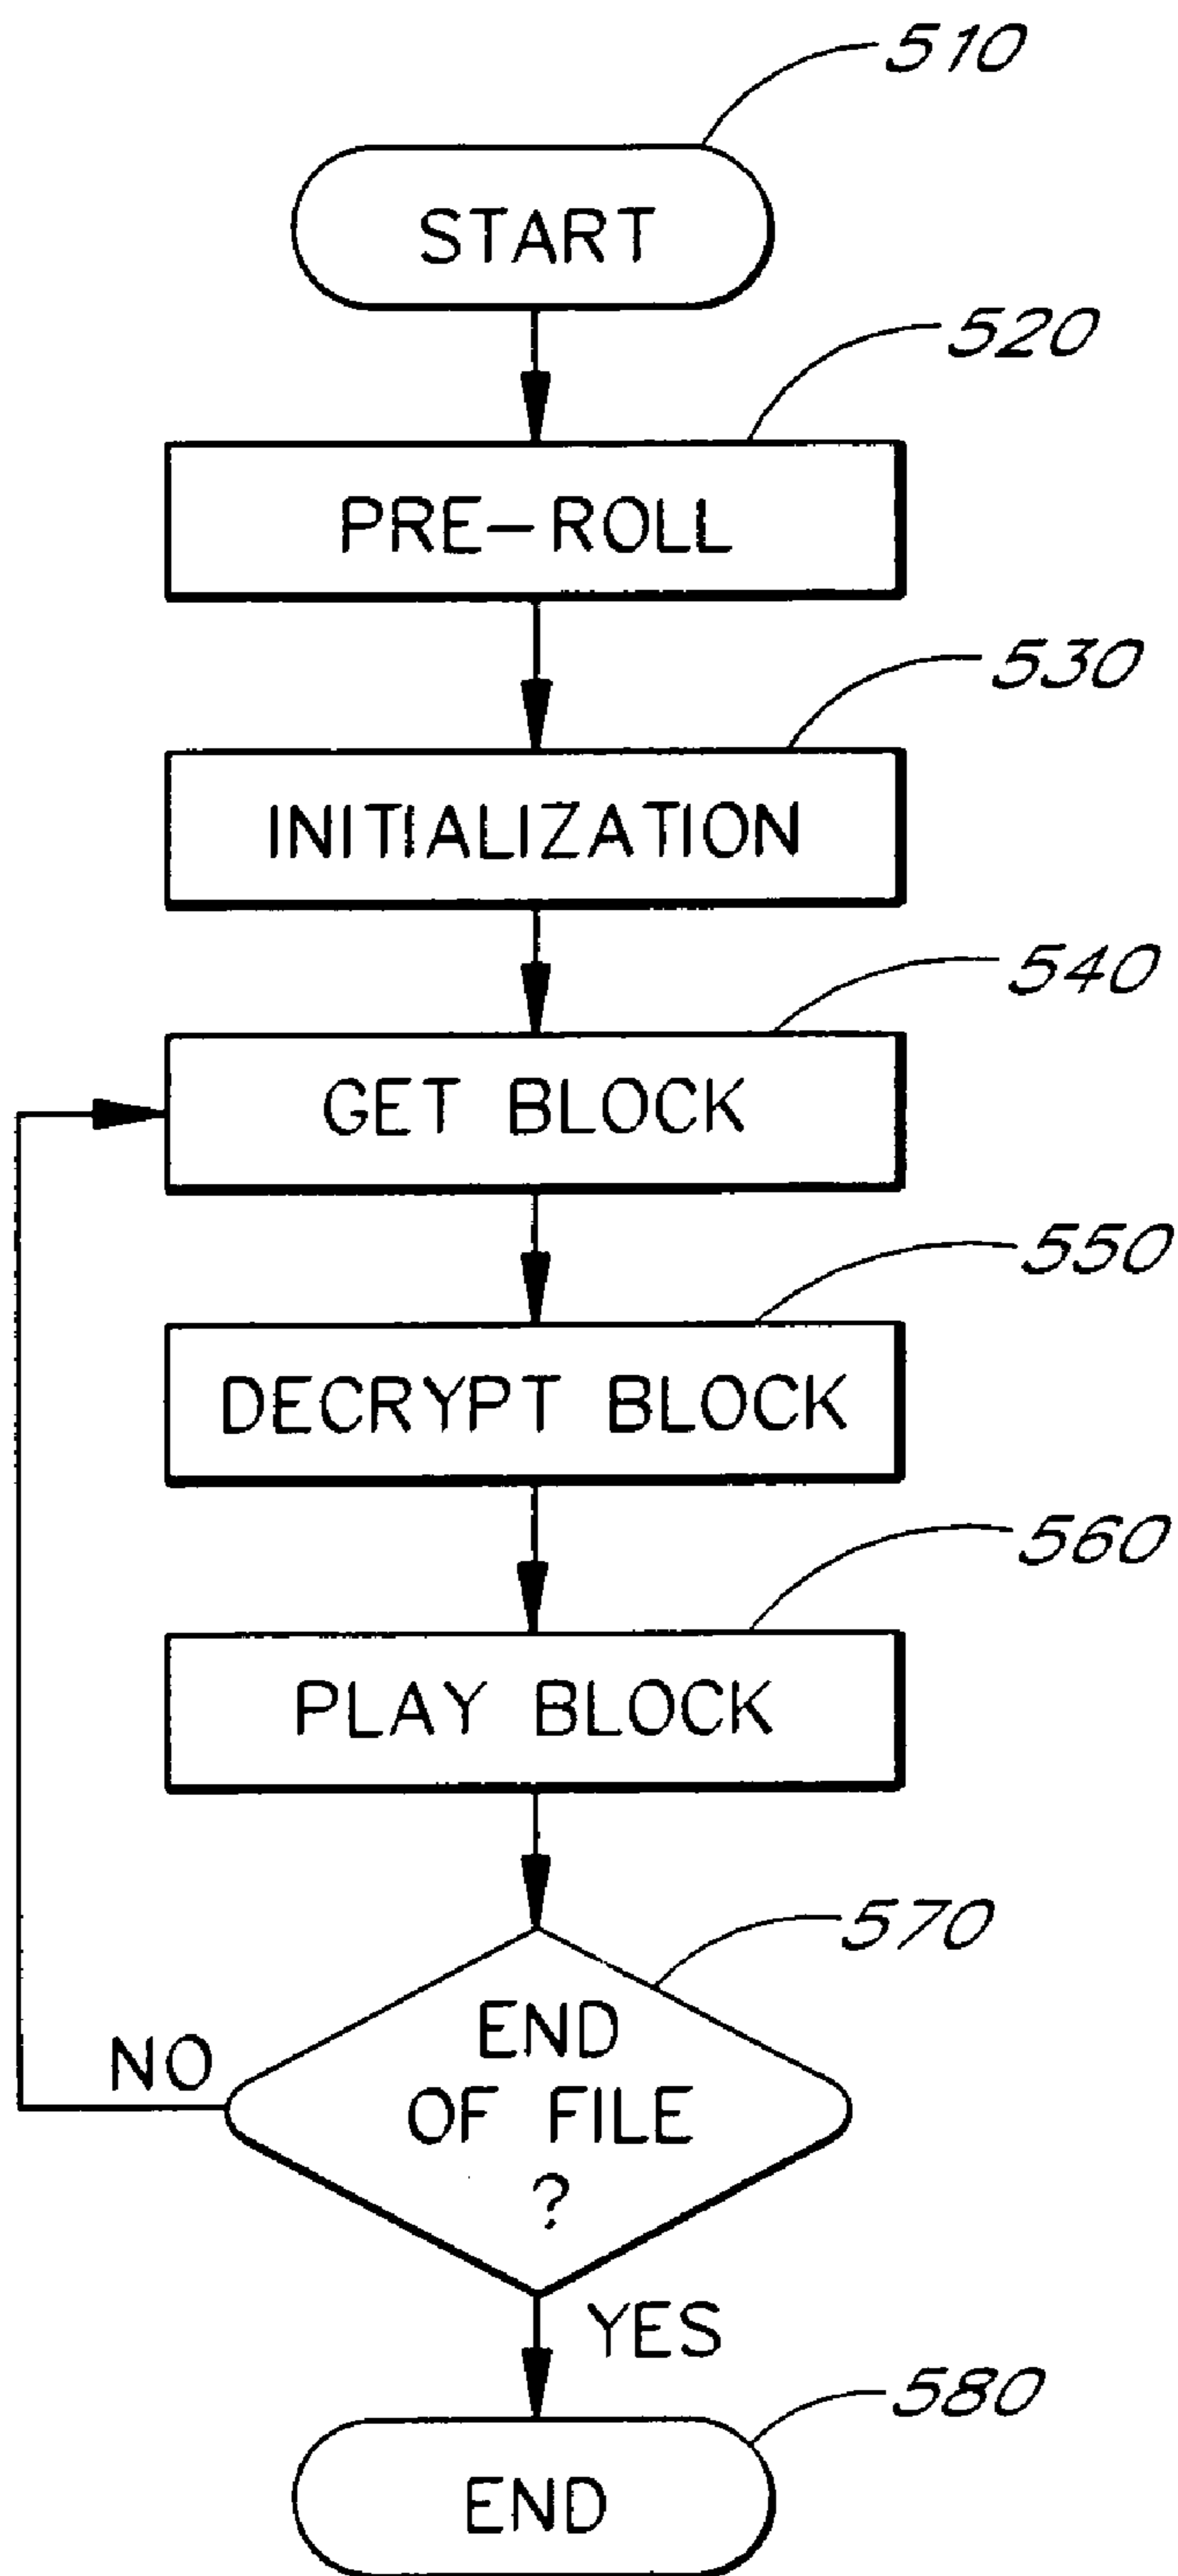 510
START
520
PRE-ROLL
530
INITIALIZATION
540
GET BLOCK
550
DECRYPT BLOCK
560
PLAY BLOCK
570
END
OF FILE
?
NO
YES
580
END